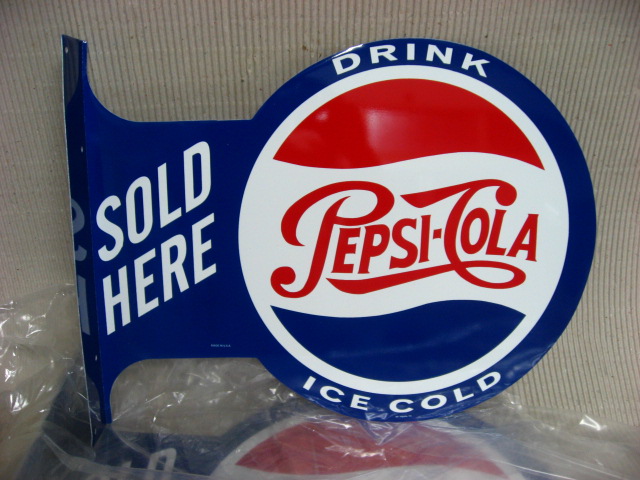 SOLD
HERE
DRINK
PEPSI-COLA
ICE COLD